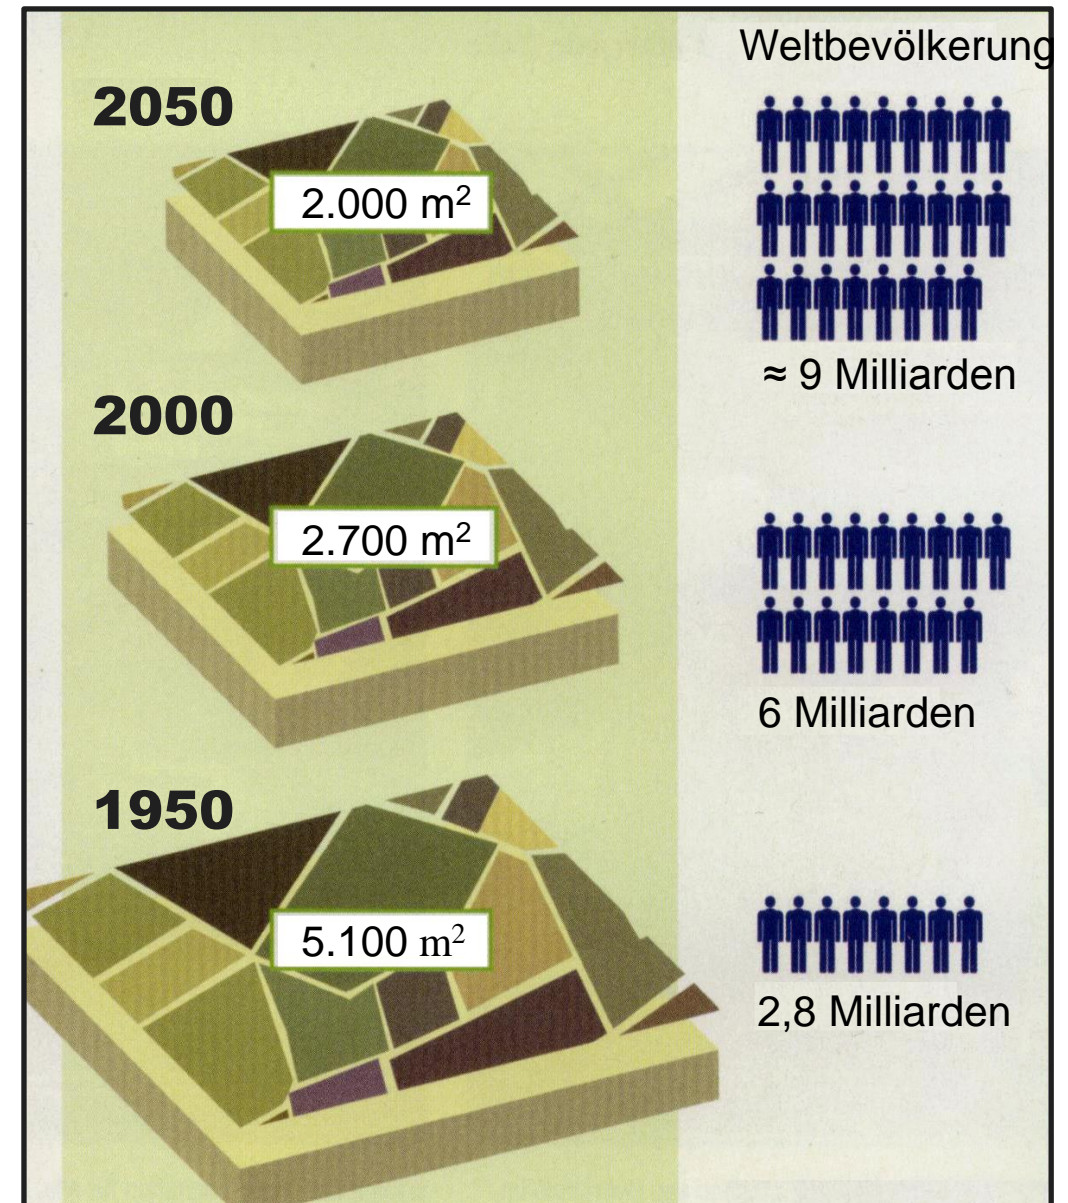 Weltbevölkerung
2050
2.000 m²
≈ 9 Milliarden
2000
2.700 m²
6 Milliarden
1950
5.100 m²
2,8 Milliarden